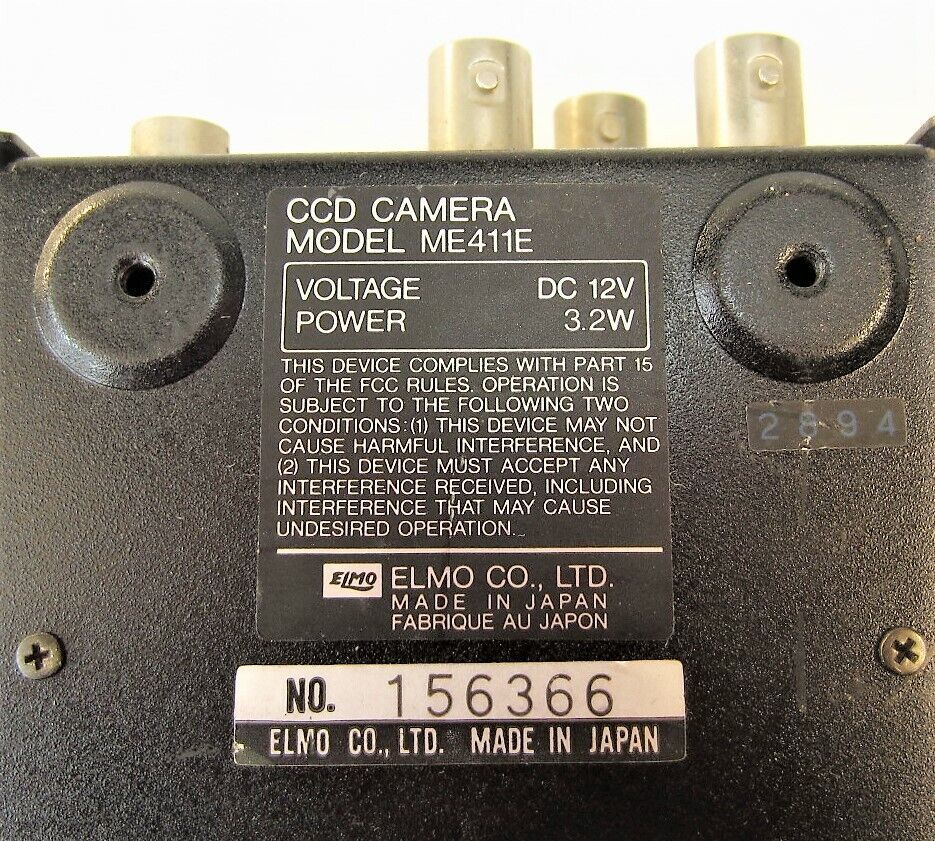 CCD CAMERA
MODEL ME411E
VOLTAGE DC 12V
POWER 3.2W
THIS DEVICE COMPLIES WITH PART 15
OF THE FCC RULES. OPERATION IS
SUBJECT TO THE FOLLOWING TWO
CONDITIONS:(1) THIS DEVICE MAY NOT
CAUSE HARMFUL INTERFERENCE, AND
(2) THIS DEVICE MUST ACCEPT ANY
INTERFERENCE RECEIVED, INCLUDING
INTERFERENCE THAT MAY CAUSE
UNDESIRED OPERATION.
2894
ELMO ELMO CO., LTD.
MADE IN JAPAN
FABRIQUE AU JAPON
NO. 156366
ELMO CO., LTD. MADE IN JAPAN